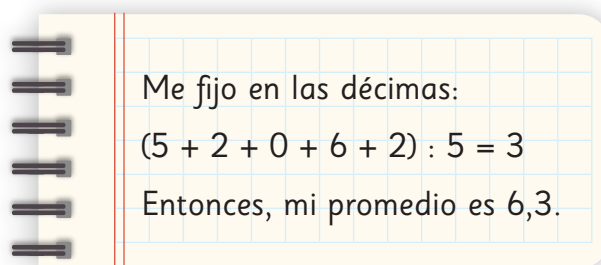 Me fijo en las décimas:
(5 + 2 + 0 + 6 + 2) : 5 = 3
Entonces, mi promedio es 6,3.